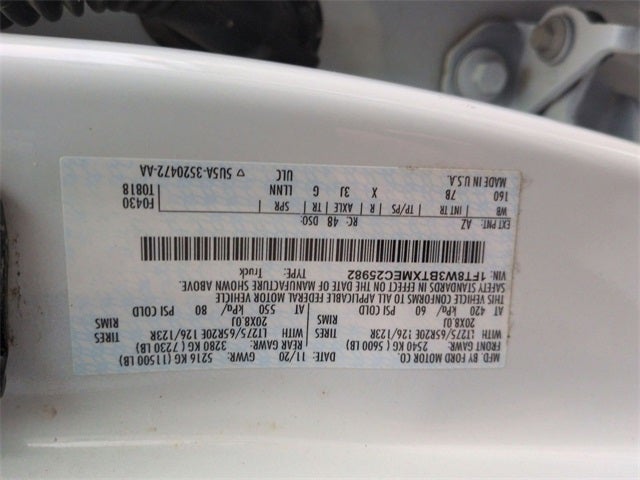 MFD. BY FORD MOTOR CO.
DATE: 11/20 GVWR: 5216 KG (11500 LB)
FRONT GAWR: 2540 KG (5600 LB) REAR GAWR: 3280 KG (7230 LB)
WITH LT275/65R20E 126/123R TIRES WITH LT275/65R20E 126/123R TIRES
20X8.0J RIMS 20X8.0J RIMS
AT 420 kPa/ 60 PSI COLD AT 550 kPa/ 80 PSI COLD
THIS VEHICLE CONFORMS TO ALL APPLICABLE FEDERAL MOTOR VEHICLE
SAFETY STANDARDS IN EFFECT ON THE DATE OF MANUFACTURE SHOWN ABOVE.
VIN: 1FT8W3BTXMEC25982 TYPE: Truck
F0430
T0818
EXT PNT: AZ RC: 48 DSO:
WB INT TR TP/PS R AXLE TR SPR
160 7B X 3J G LLNN
MADE IN U.S.A. ULC
▽ 5USA-3520472-AA